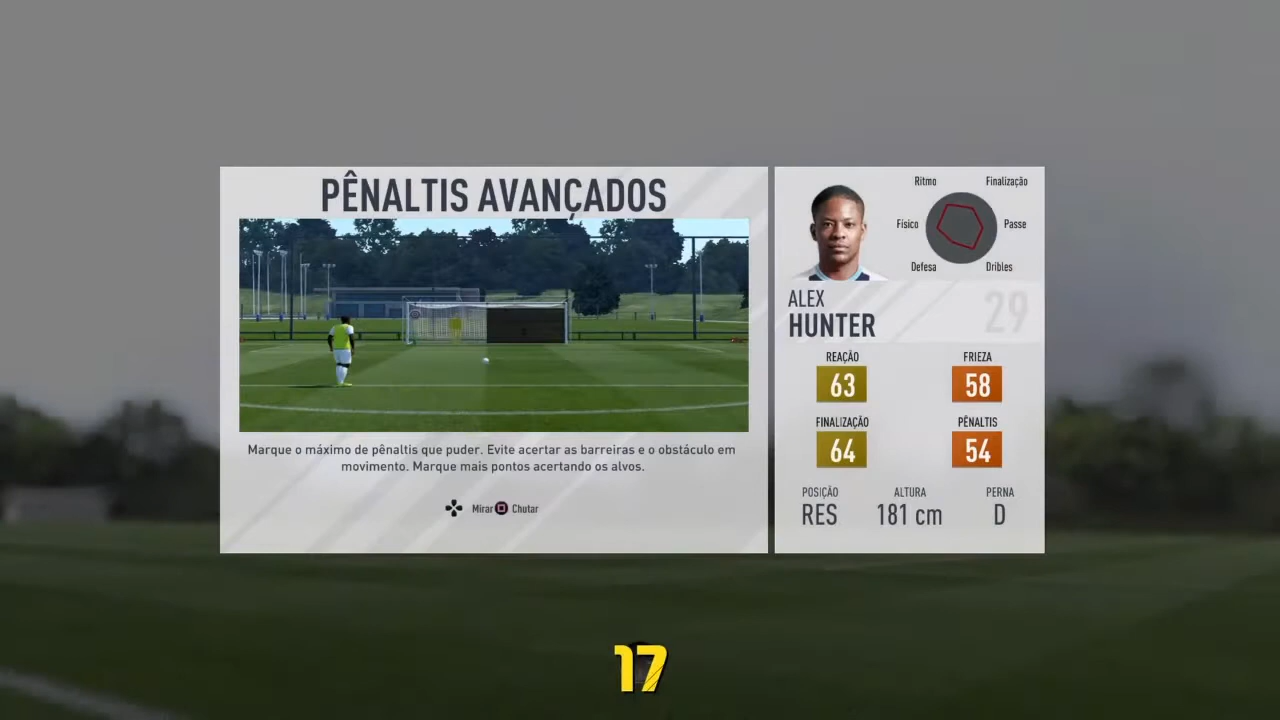 PÊNALTIS AVANÇADOS
Marque o máximo de pênaltis que puder. Evite acertar as barreiras e o obstáculo em
movimento. Marque mais pontos acertando os alvos.
Mirar Chutar
Ritmo Finalização
Físico Passe
Defesa Dribles
ALEX
HUNTER
29
REAÇÃO FRIEZA
63 58
FINALIZAÇÃO PÊNALTIS
64 54
POSIÇÃO ALTURA PERNA
RES 181 cm D
17